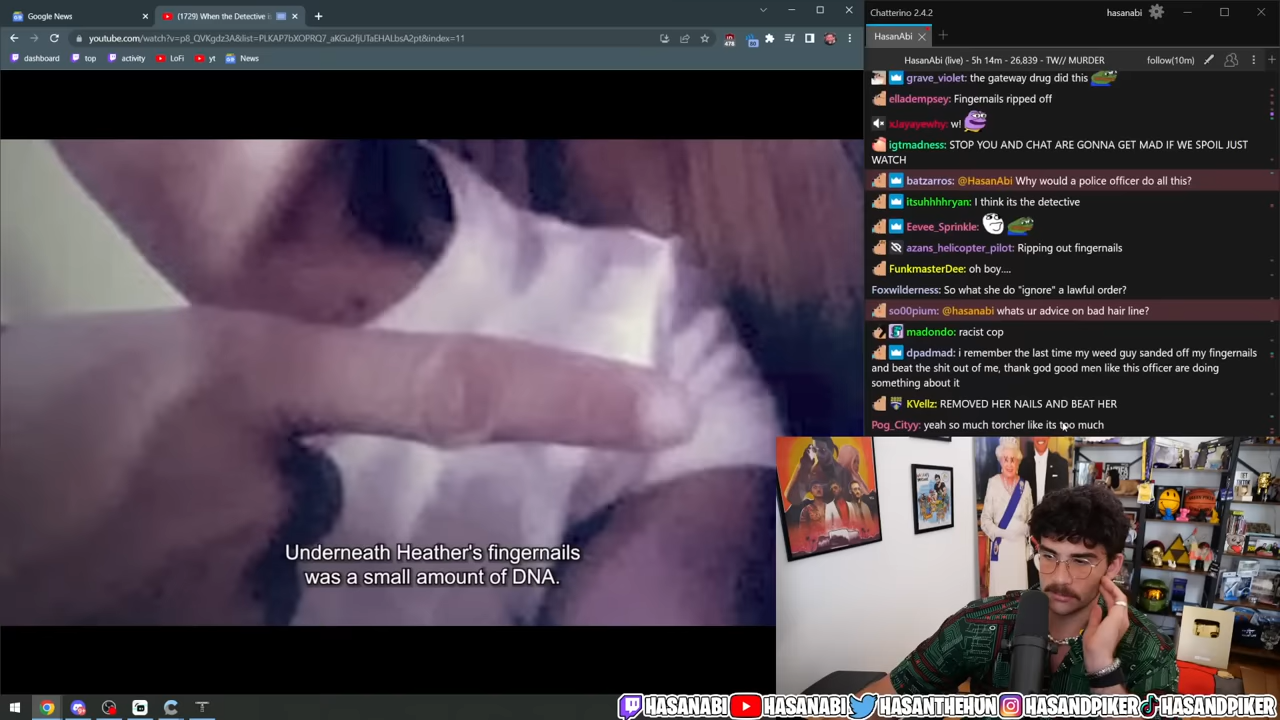 Google News
(1729) When the Detective i
youtube.com/watch?v=p8_QVKgdz3A&list=PLKAP7bXOPRQ7_aKGu2fjUTaEHALbsA2pt&index=11
478
60
dashboard
top
activity
LoFi
yt
News
Underneath Heather's fingernails
was a small amount of DNA.
Chatterino 2.4.2
hasanabi
HasanAbi
HasanAbi (live) - 5h 14m - 26,839 - TW// MURDER
follow(10m)
grave_violet: the gateway drug did this
elladempsey: Fingernails ripped off
w!
igtmadness: STOP YOU AND CHAT ARE GONNA GET MAD IF WE SPOIL JUST
WATCH
batzarros: @HasanAbi Why would a police officer do all this?
itsuhhhhryan: I think its the detective
Eevee_Sprinkle:
azans_helicopter_pilot: Ripping out fingernails
FunkmasterDee: oh boy....
Foxwilderness: So what she do "ignore" a lawful order?
so00pium: @hasanabi whats ur advice on bad hair line?
madondo: racist cop
dpadmad: i remember the last time my weed guy sanded off my fingernails
and beat the shit out of me, thank god good men like this officer are doing
something about it
KVellz: REMOVED HER NAILS AND BEAT HER
Pog_Cityy: yeah so much torcher like its too much
HASANABI HASANABI HASANTHEHUN HASANDPIKER HASANDPIKER